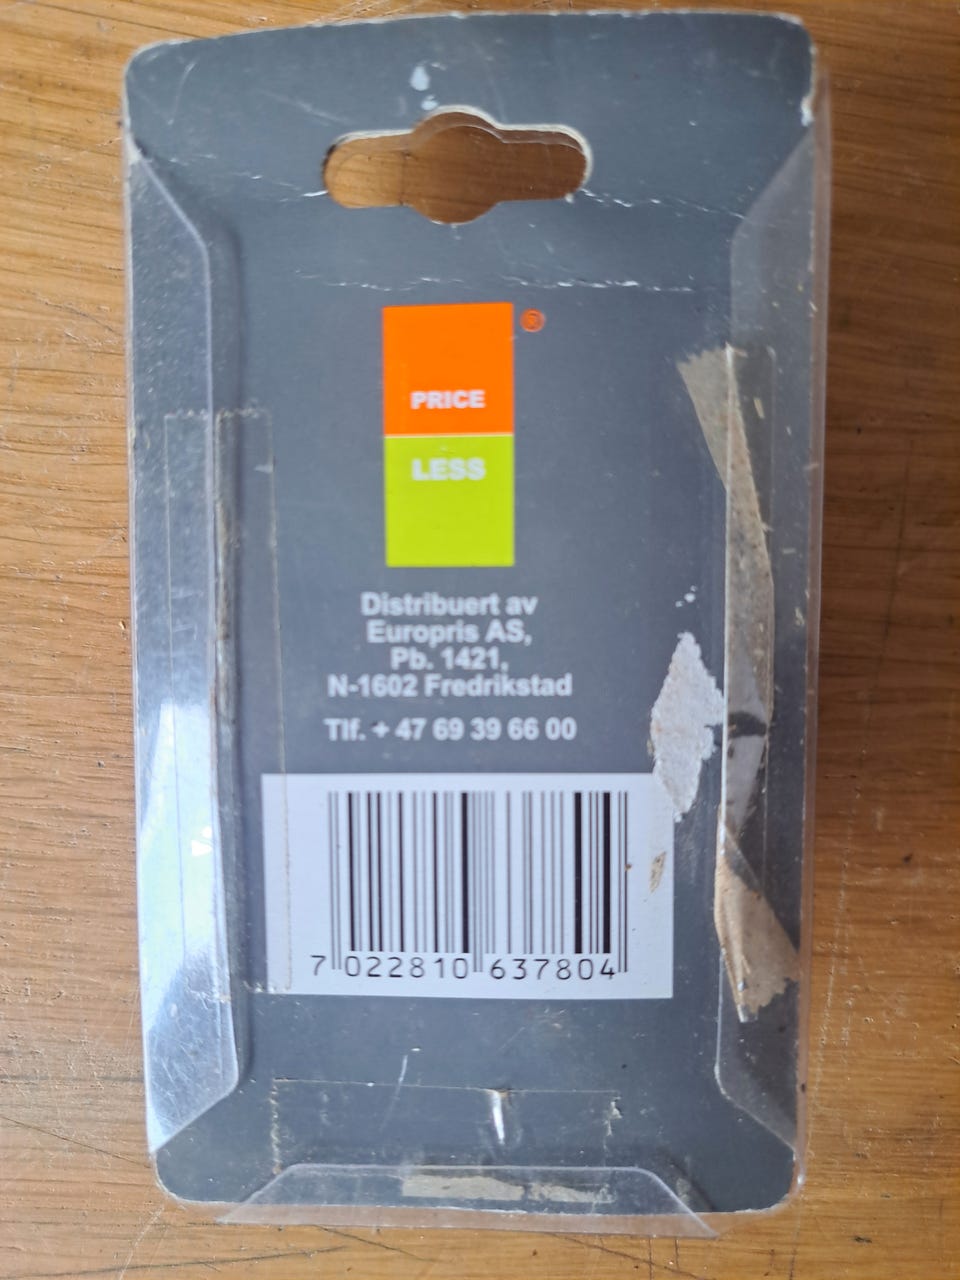 ®
PRICE
LESS
Distribuert av
Europris AS,
Pb. 1421,
N-1602 Fredrikstad
Tlf. + 47 69 39 66 00
7 022810 637804